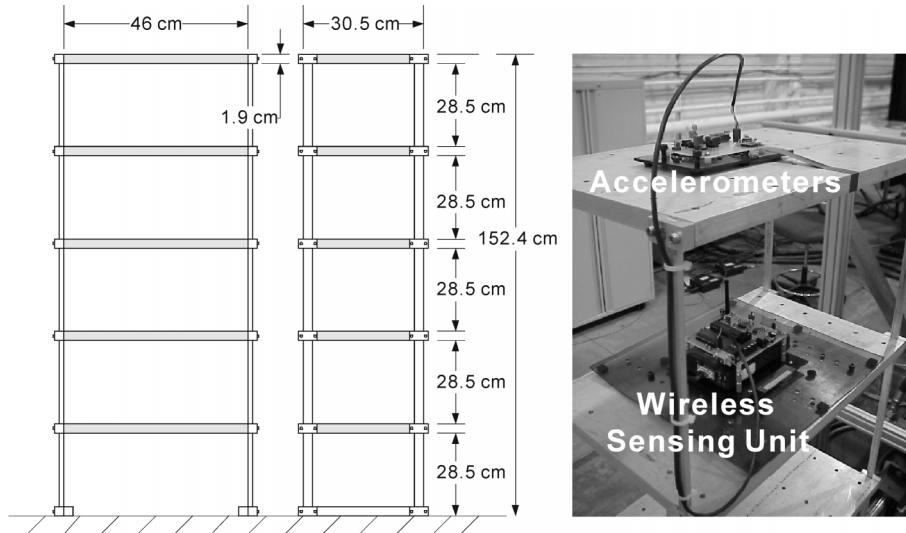 46 cm
30.5 cm
1.9 cm
28.5 cm
28.5 cm
28.5 cm
28.5 cm
28.5 cm
152.4 cm
Accelerometers
Wireless
Sensing Unit